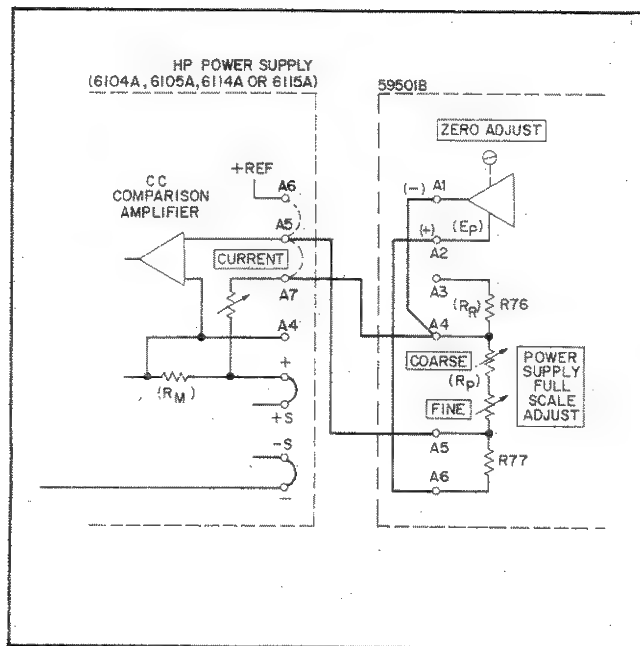 HP POWER SUPPLY
(6104A, 6105A, 6114A OR 6115A)
59501B
ZERO ADJUST
+REF
A6
CC
COMPARISON
AMPLIFIER
A5
CURRENT
A7
A4
(RM)
+
+S
-S
-
(-) A1
(EP)
(+)
A2
A3
(RR)
R76
A4
COARSE
(RP)
FINE
POWER
SUPPLY
FULL
SCALE
ADJUST
A5
R77
A6